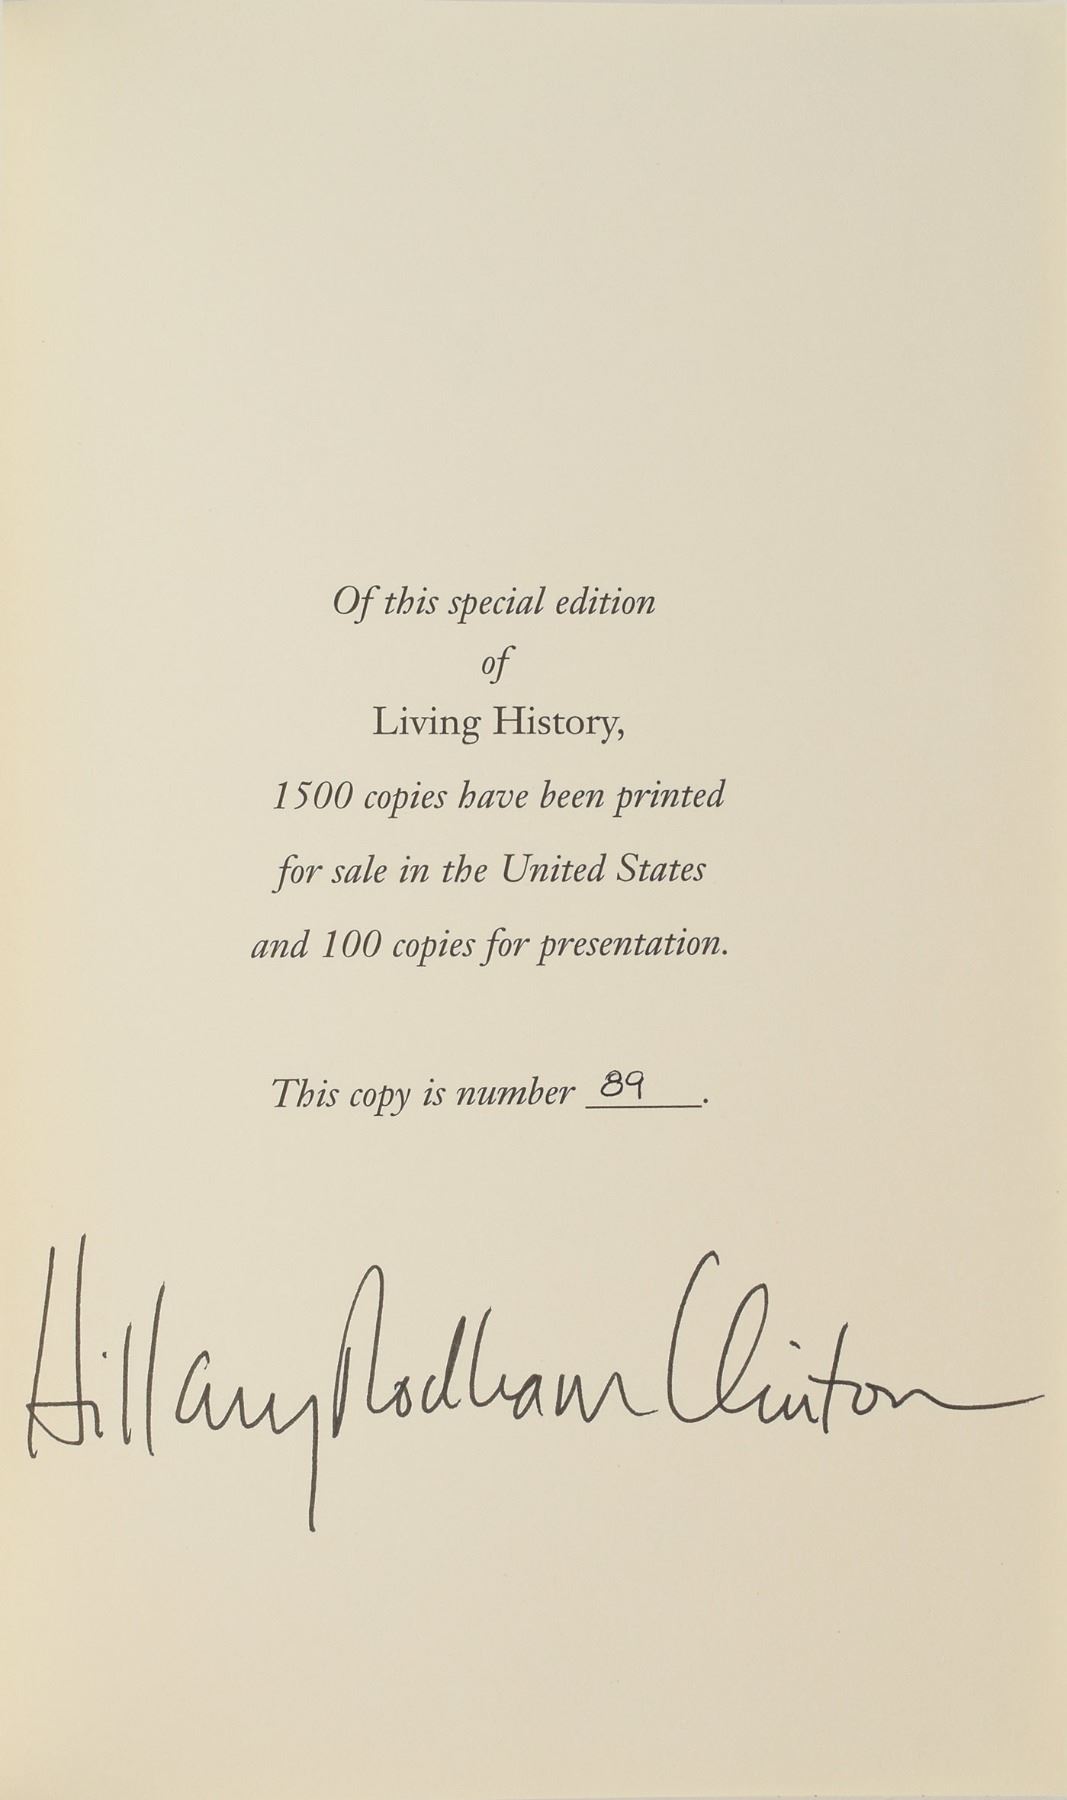 Of this special edition
of
Living History,
1500 copies have been printed
for sale in the United States
and 100 copies for presentation.
This copy is number 89.
Hillary Rodham Clinton